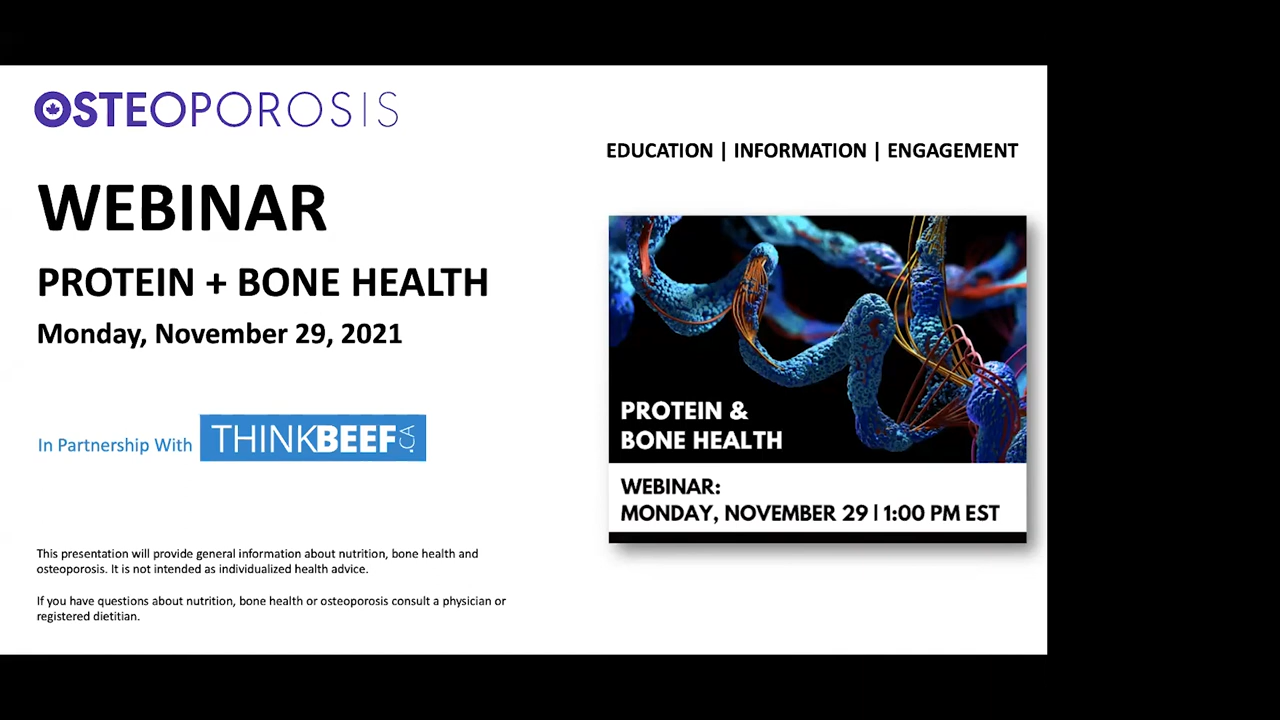 OSTEOPOROSIS
EDUCATION | INFORMATION | ENGAGEMENT
WEBINAR
PROTEIN + BONE HEALTH
Monday, November 29, 2021
In Partnership With THINKBEEF.CA
PROTEIN &
BONE HEALTH
WEBINAR:
MONDAY, NOVEMBER 29 | 1:00 PM EST
This presentation will provide general information about nutrition, bone health and
osteoporosis. It is not intended as individualized health advice.
If you have questions about nutrition, bone health or osteoporosis consult a physician or
registered dietitian.